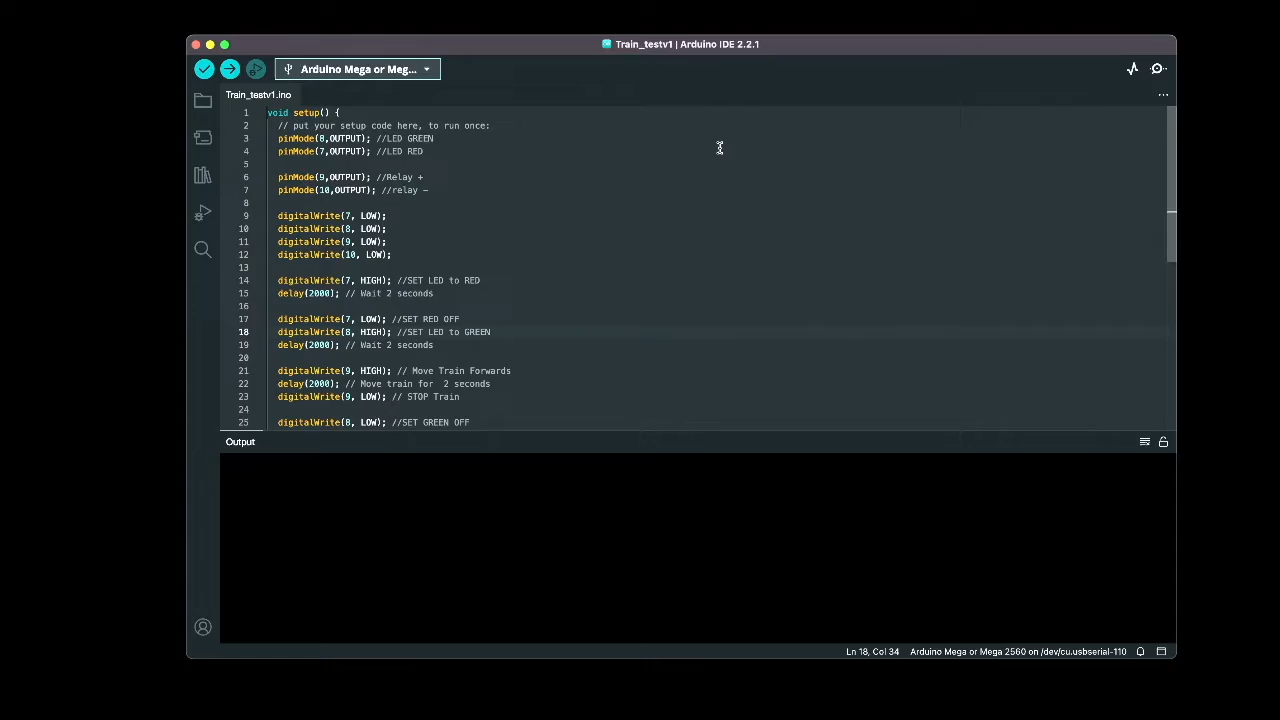 Train_testv1 | Arduino IDE 2.2.1
Arduino Mega or Meg...
Train_testv1.ino
1 void setup() {
2 // put your setup code here, to run once:
3 pinMode(8,OUTPUT); //LED GREEN
4 pinMode(7,OUTPUT); //LED RED
5
6 pinMode(9,OUTPUT); //Relay +
7 pinMode(10,OUTPUT); //relay -
8
9 digitalWrite(7, LOW);
10 digitalWrite(8, LOW);
11 digitalWrite(9, LOW);
12 digitalWrite(10, LOW);
13
14 digitalWrite(7, HIGH); //SET LED to RED
15 delay(2000); // Wait 2 seconds
16
17 digitalWrite(7, LOW); //SET RED OFF
18 digitalWrite(8, HIGH); //SET LED to GREEN
19 delay(2000); // Wait 2 seconds
20
21 digitalWrite(9, HIGH); // Move Train Forwards
22 delay(2000); // Move train for  2 seconds
23 digitalWrite(9, LOW); // STOP Train
24
25 digitalWrite(8, LOW); //SET GREEN OFF
Output
Ln 18, Col 34 Arduino Mega or Mega 2560 on /dev/cu.usbserial-110